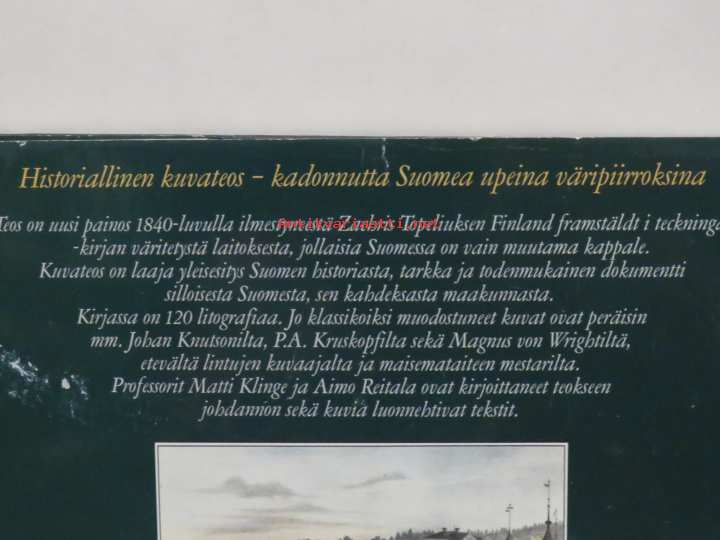 Historiallinen kuvateos – kadonnutta Suomea upeina väripiirroksina
Teos on uusi painos 1840-luvulla ilmestyneestä Zachris Topeliuksen Finland framställdt i teckninga
-kirjan väritetystä laitoksesta, jollaisia Suomessa on vain muutama kappale.
Kuvateos on laaja yleisesitys Suomen historiasta, tarkka ja todenmukainen dokumentti
silloisesta Suomesta, sen kahdeksasta maakunnasta.
Kirjassa on 120 litografiaa. Jo klassikoiksi muodostuneet kuvat ovat peräisin
mm. Johan Knutsonilta, P.A. Kruskopfilta sekä Magnus von Wrightiltä,
etevältä lintujen kuvaajalta ja maisemataiteen mestarilta.
Professorit Matti Klinge ja Aimo Reitala ovat kirjoittaneet teokseen
johdannon sekä kuvia luonnehtivat tekstit.